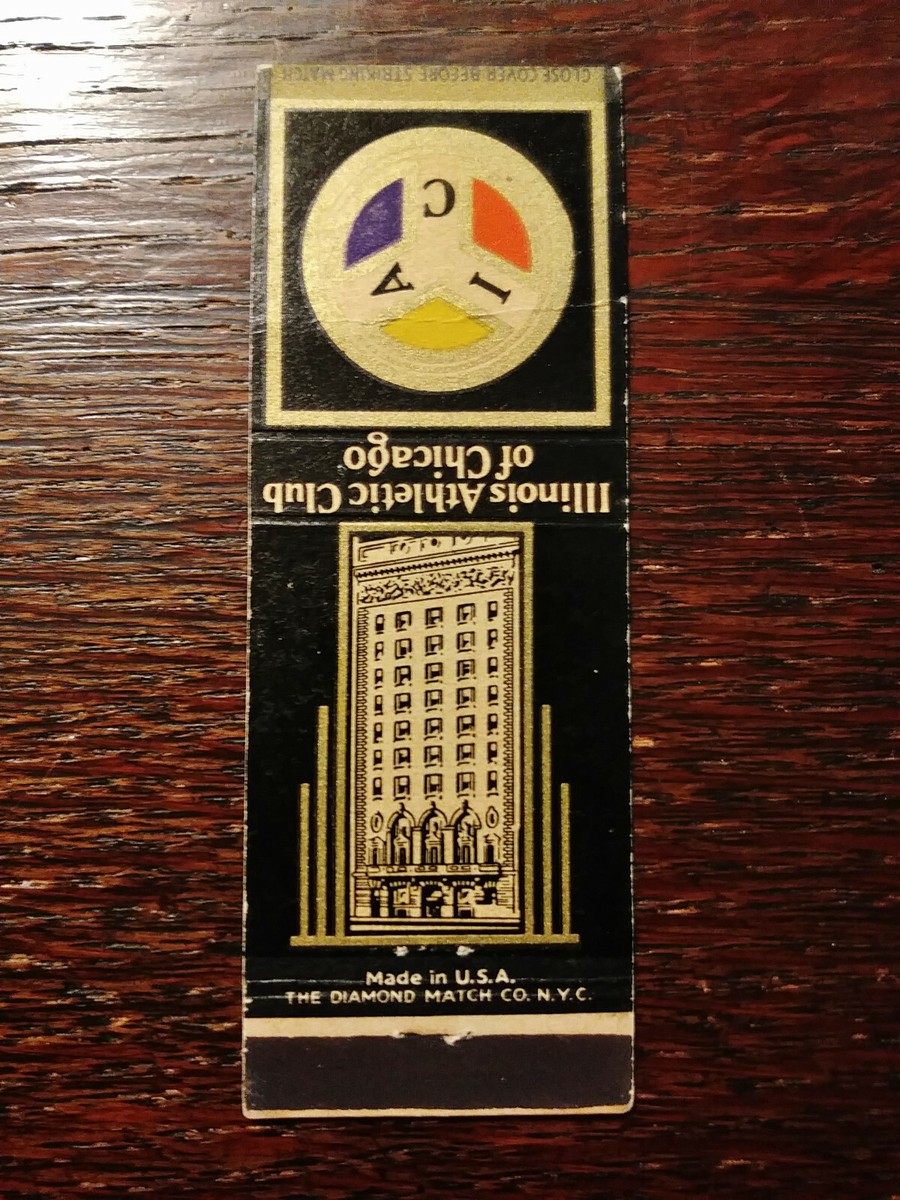 CLOSE COVER BEFORE STRIKING MATCH
I
A
C
Illinois Athletic Club
of Chicago
Made in U.S.A.
THE DIAMOND MATCH CO. N.Y.C.